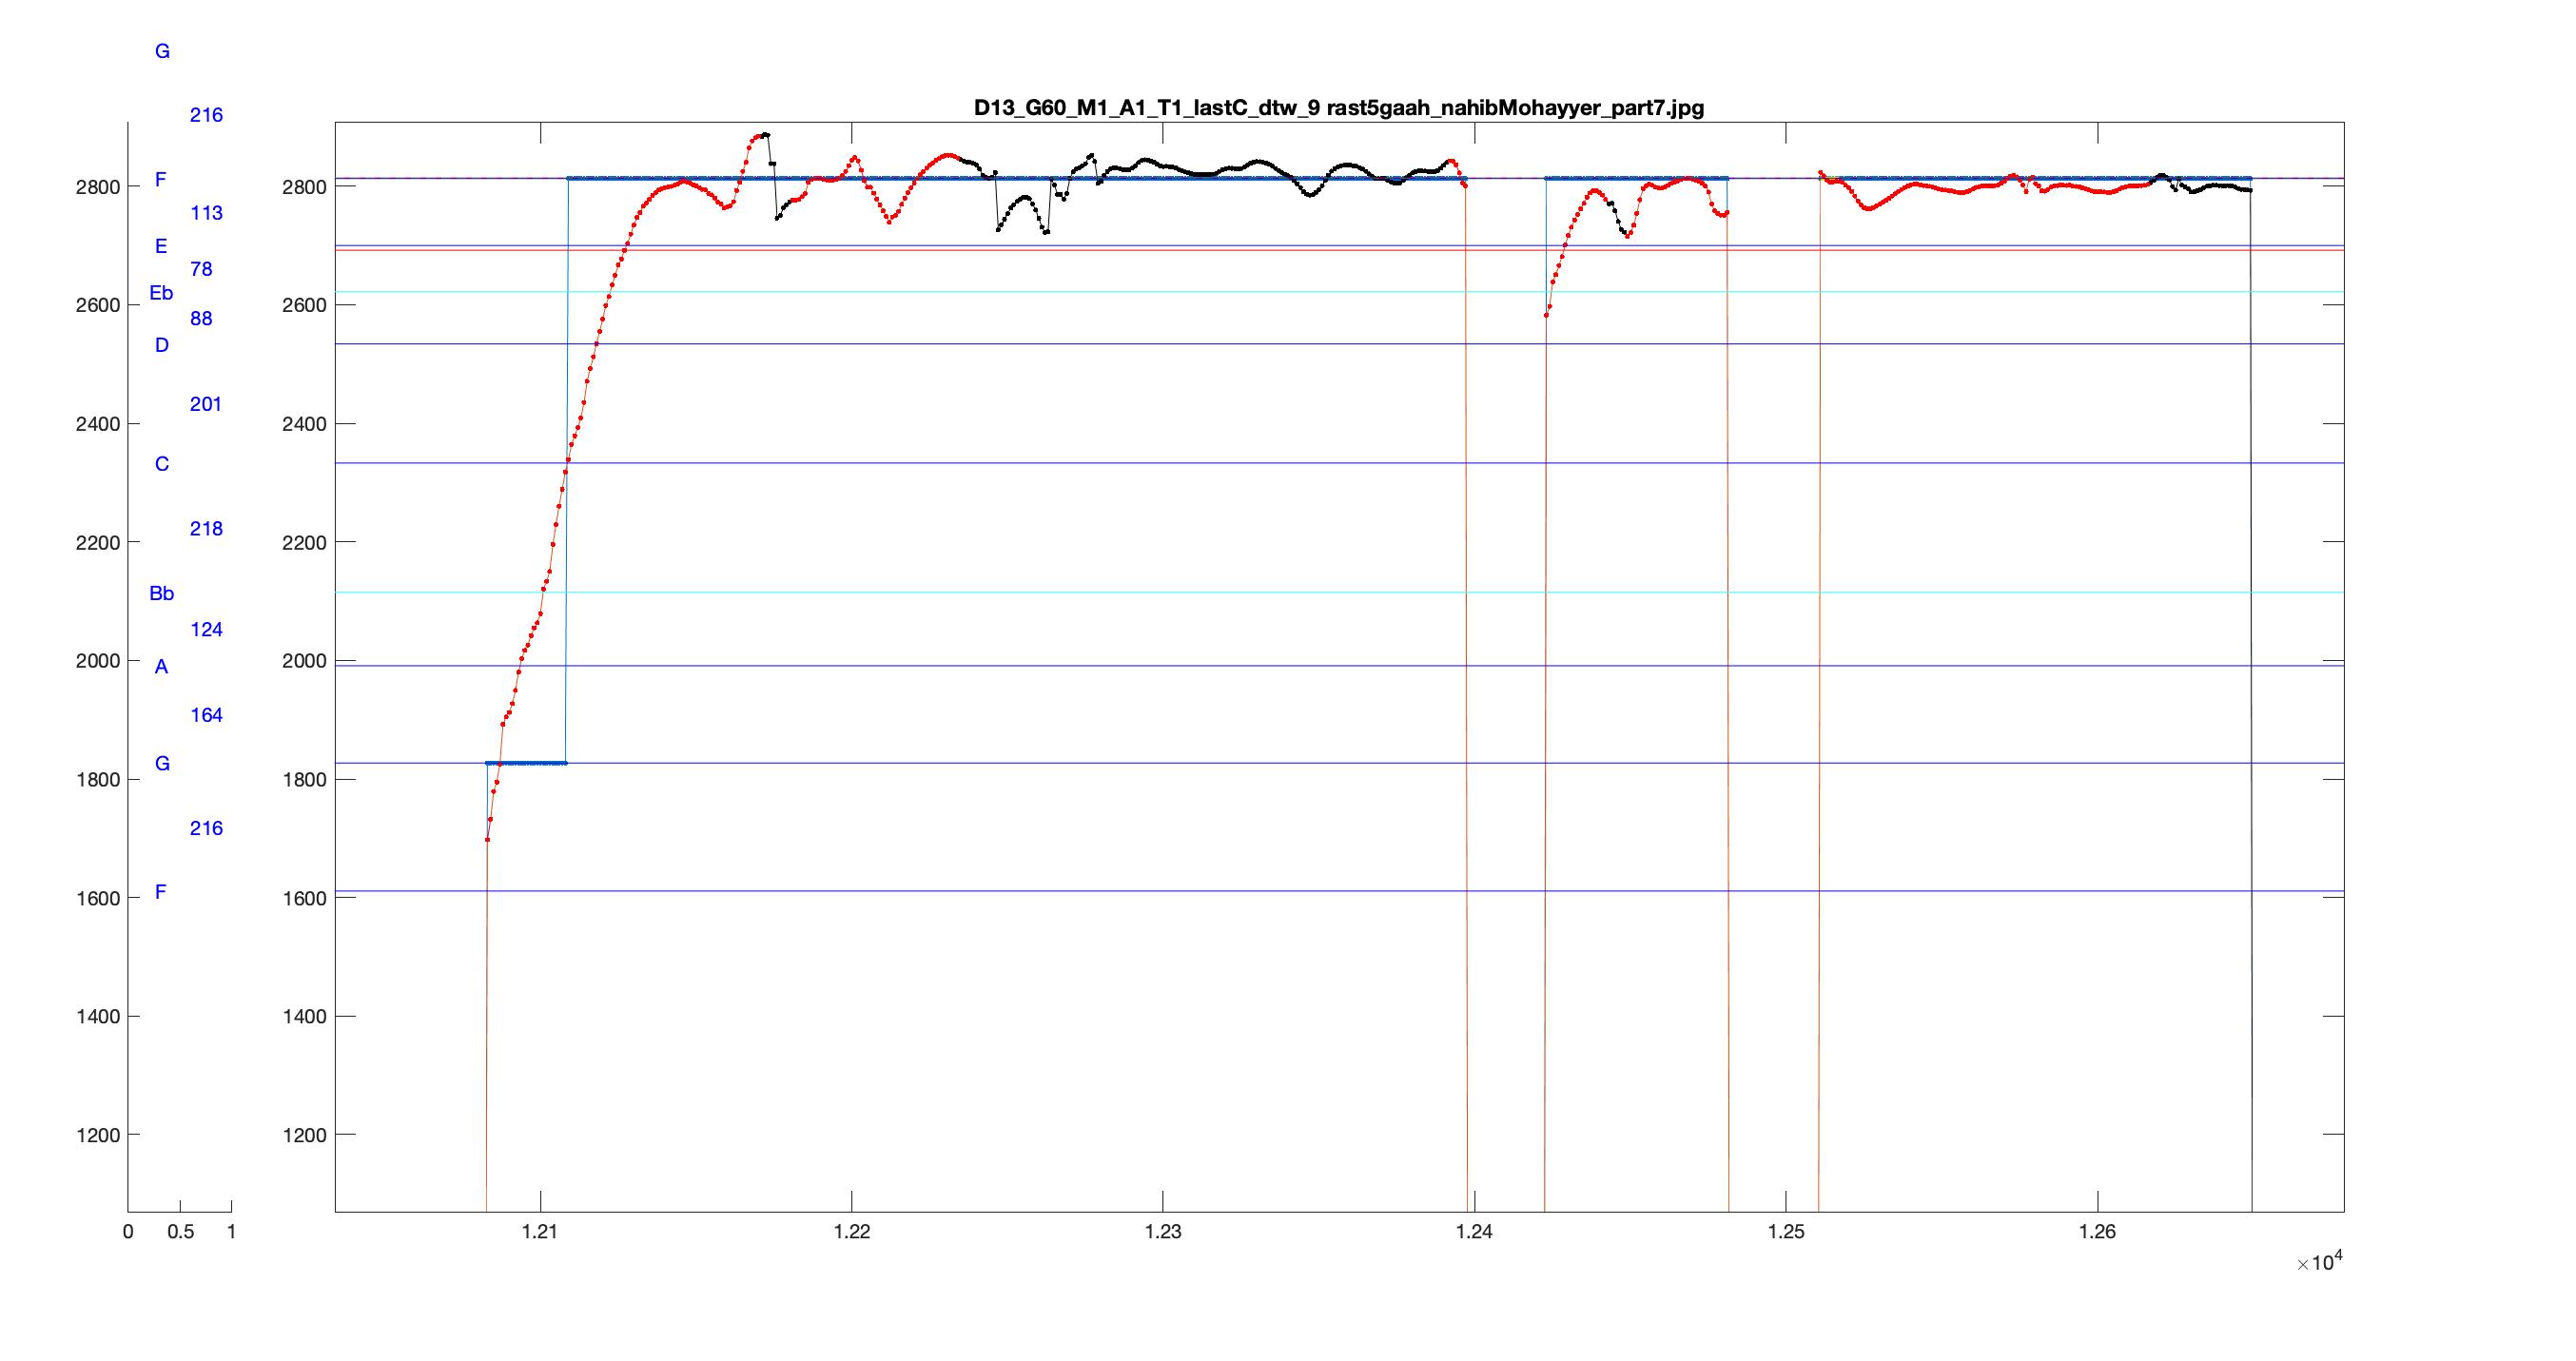 G
216
D13_G60_M1_A1_T1_lastC_dtw_9 rast5gaah_nahibMohayyer_part7.jpg
2800 F 2800
113
E
78
2600 Eb 2600
88
D
201
2400 2400
C
218
2200 2200
Bb
124
2000 A 2000
164
1800 G 1800
216
1600 F 1600
1400 1400
1200 1200
0 0.5 1 1.21 1.22 1.23 1.24 1.25 1.26
×10^4